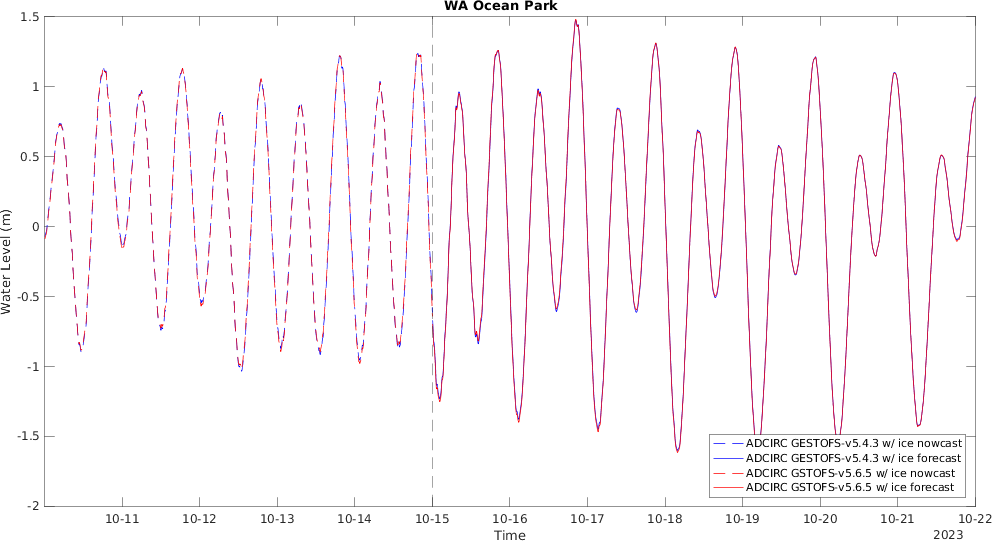 WA Ocean Park
Water Level (m)
1.5
1
0.5
0
-0.5
-1
-1.5
-2
ADCIRC GESTOFS-v5.4.3 w/ ice nowcast
ADCIRC GESTOFS-v5.4.3 w/ ice forecast
ADCIRC GSTOFS-v5.6.5 w/ ice nowcast
ADCIRC GSTOFS-v5.6.5 w/ ice forecast
10-11 10-12 10-13 10-14 10-15 10-16 10-17 10-18 10-19 10-20 10-21 10-22
Time
2023